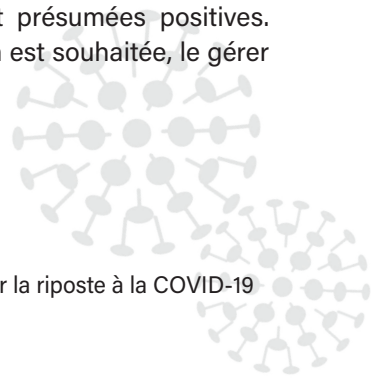 présumées positives.
est souhaitée, le gérer
la riposte à la COVID-19